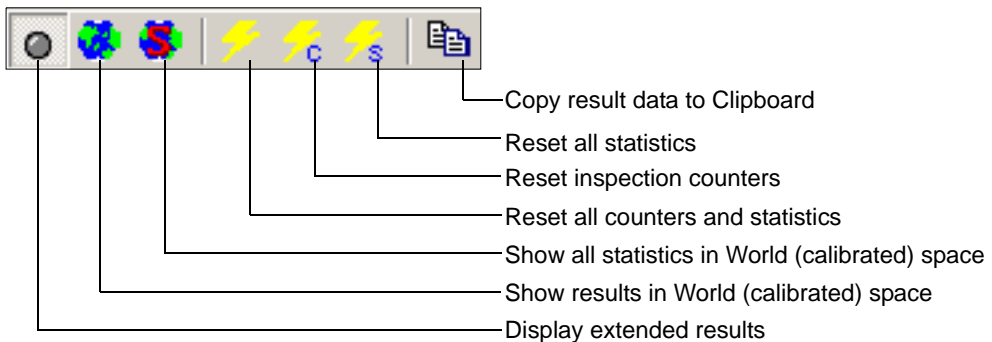 S
C
S
Copy result data to Clipboard
Reset all statistics
Reset inspection counters
Reset all counters and statistics
Show all statistics in World (calibrated) space
Show results in World (calibrated) space
Display extended results